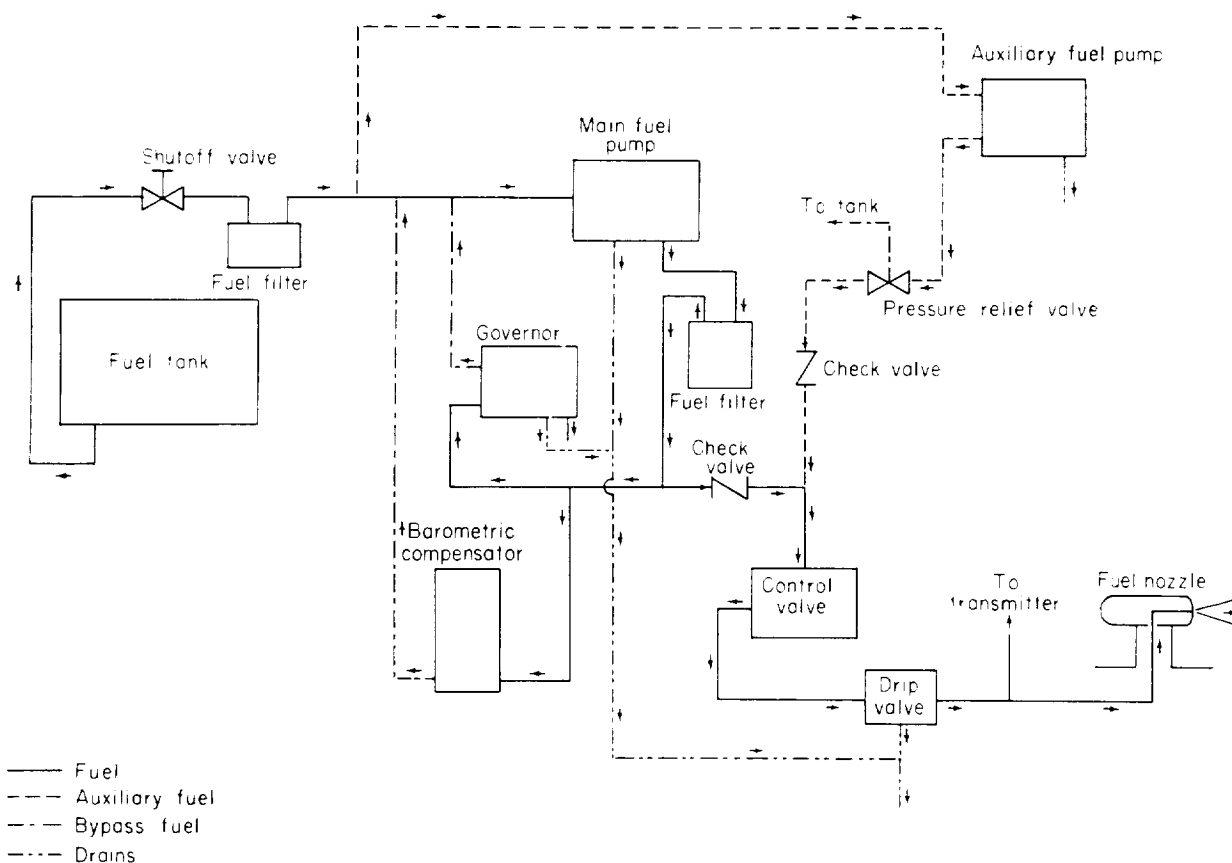 Auxiliary fuel pump
Main fuel
pump
Shutoff valve
To tank
Fuel filter
Pressure relief valve
Governor
Fuel tank
Check valve
Fuel filter
Check
valve
Barometric
compensator
Control
valve
To
transmitter
Fuel nozzle
Drip
valve
Fuel
Auxiliary fuel
Bypass fuel
Drains